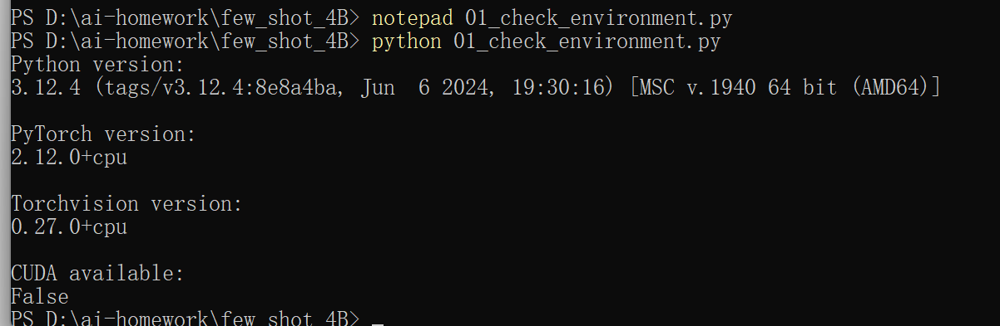 PS D:\ai-homework\few_shot_4B> notepad 01_check_environment.py
PS D:\ai-homework\few_shot_4B> python 01_check_environment.py
Python version:
3.12.4 (tags/v3.12.4:8e8a4ba, Jun  6 2024, 19:30:16) [MSC v.1940 64 bit (AMD64)]
PyTorch version:
2.12.0+cpu
Torchvision version:
0.27.0+cpu
CUDA available:
False
PS D:\ai-homework\few_shot_4B> _